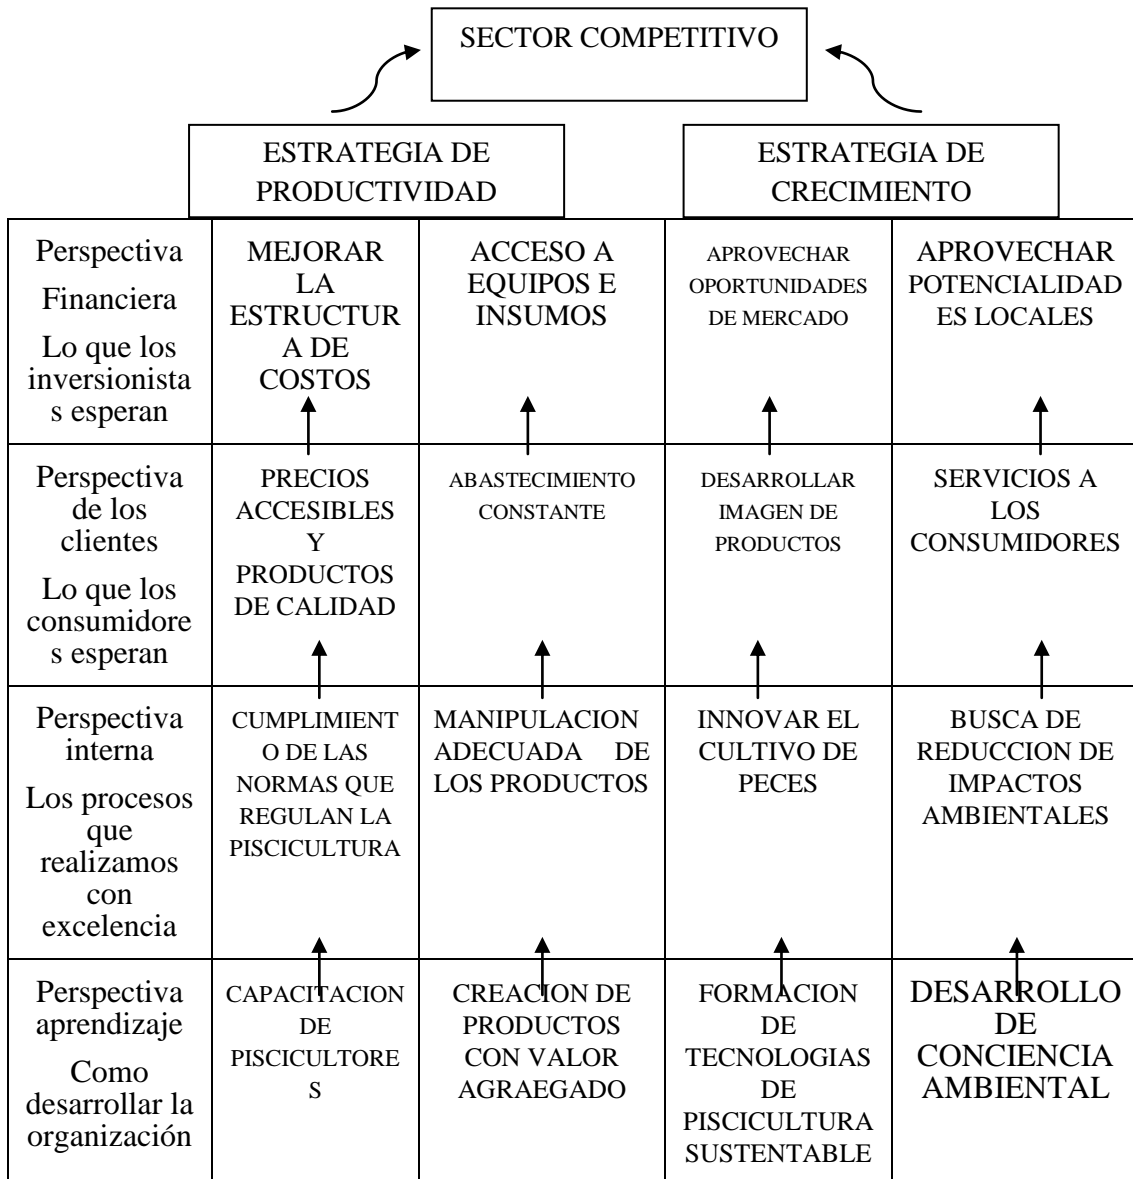 SECTOR COMPETITIVO
ESTRATEGIA DE
PRODUCTIVIDAD
ESTRATEGIA DE
CRECIMIENTO
Perspectiva
Financiera
Lo que los
inversionista
s esperan
MEJORAR
LA
ESTRUCTUR
A DE
COSTOS
ACCESO A
EQUIPOS E
INSUMOS
APROVECHAR
OPORTUNIDADES
DE MERCADO
APROVECHAR
POTENCIALIDAD
ES LOCALES
Perspectiva
de los
clientes
Lo que los
consumidore
s esperan
PRECIOS
ACCESIBLES
Y
PRODUCTOS
DE CALIDAD
ABASTECIMIENTO
CONSTANTE
DESARROLLAR
IMAGEN DE
PRODUCTOS
SERVICIOS A
LOS
CONSUMIDORES
Perspectiva
interna
Los procesos
que
realizamos
con
excelencia
CUMPLIMIENT
O DE LAS
NORMAS QUE
REGULAN LA
PISCICULTURA
MANIPULACION
ADECUADA DE
LOS PRODUCTOS
INNOVAR EL
CULTIVO DE
PECES
BUSCA DE
REDUCCION DE
IMPACTOS
AMBIENTALES
Perspectiva
aprendizaje
Como
desarrollar la
organización
CAPACITACION
DE
PISCICULTORE
S
CREACION DE
PRODUCTOS
CON VALOR
AGRAEGADO
FORMACION
DE
TECNOLOGIAS
DE
PISCICULTURA
SUSTENTABLE
DESARROLLO
DE
CONCIENCIA
AMBIENTAL